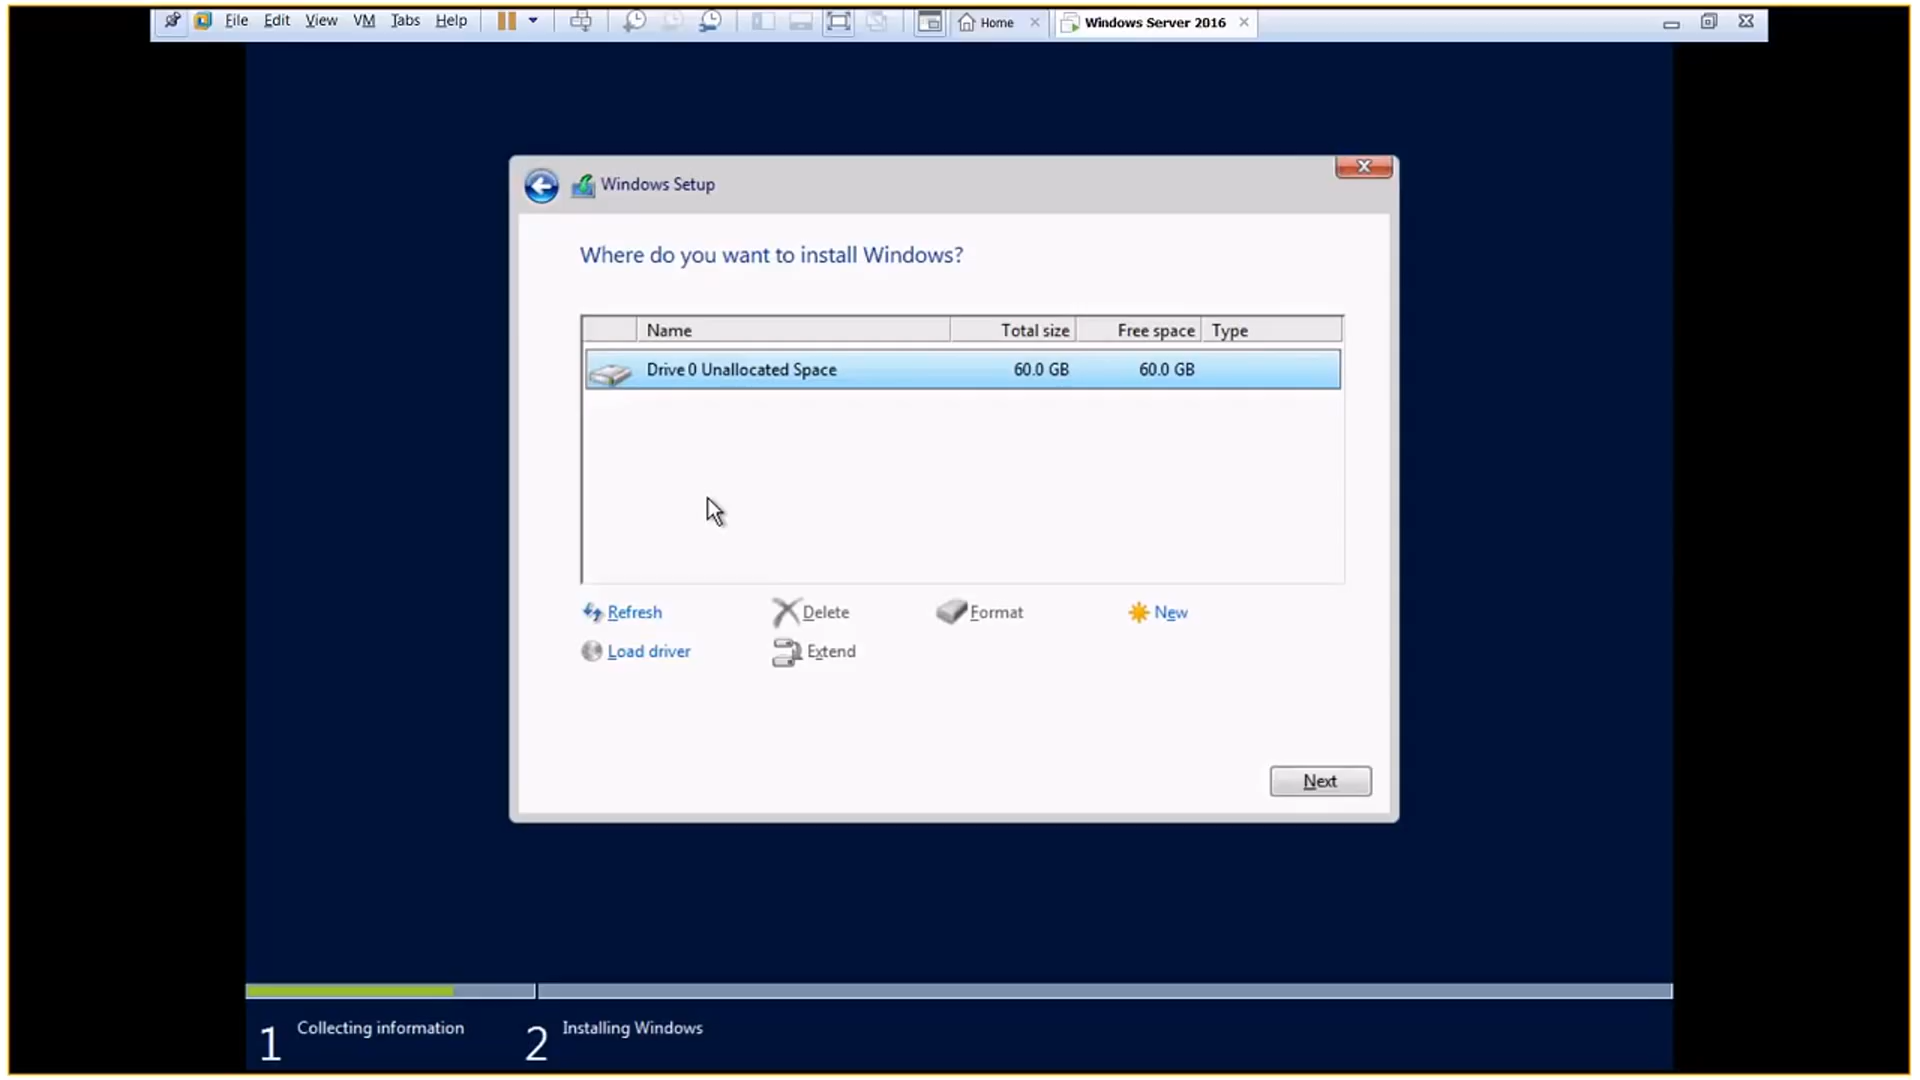 File Edit View VM Tabs Help Home Windows Server 2016
Windows Setup
Where do you want to install Windows?
Name Total size Free space Type
Drive 0 Unallocated Space 60.0 GB 60.0 GB
Refresh Delete Format New
Load driver Extend
Next
1 Collecting information 2 Installing Windows